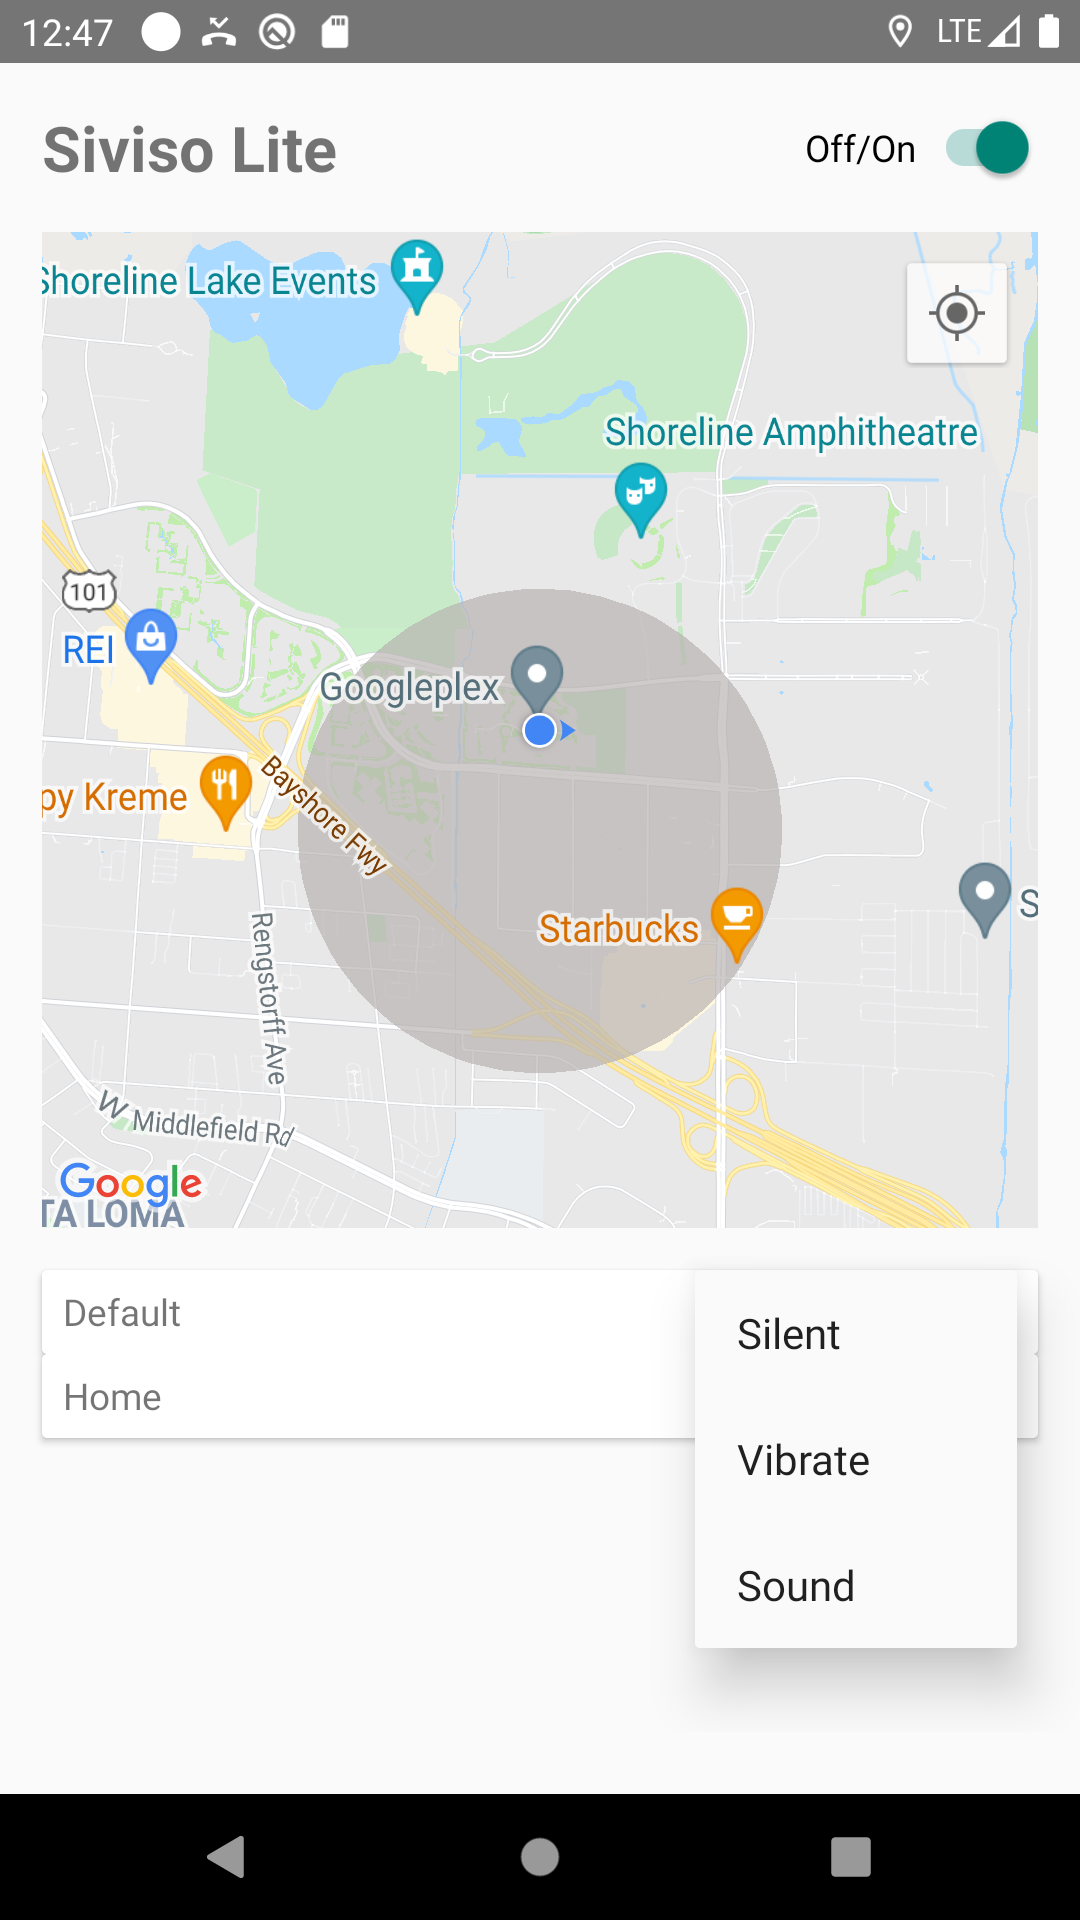 12:47
LTE
Siviso Lite
Off/On
Shoreline Lake Events
Shoreline Amphitheatre
101
REI
Googleplex
py Kreme
Bayshore Fwy
Starbucks
S
Rengstorff Ave
W Middlefield Rd
Google
TA LOMA
Default
Home
Silent
Vibrate
Sound